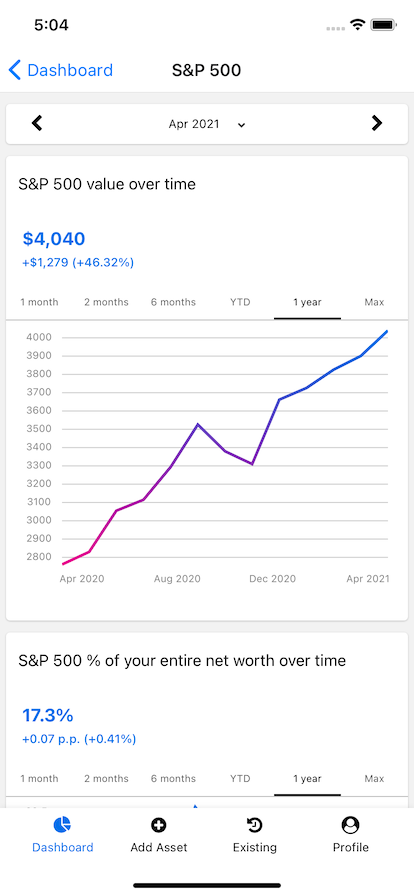 5:04
Dashboard
S&P 500
Apr 2021
S&P 500 value over time
$4,040
+$1,279 (+46.32%)
1 month 2 months 6 months YTD 1 year Max
4000
3900
3800
3700
3600
3500
3400
3300
3200
3100
3000
2900
2800
Apr 2020 Aug 2020 Dec 2020 Apr 2021
S&P 500 % of your entire net worth over time
17.3%
+0.07 p.p. (+0.41%)
1 month 2 months 6 months YTD 1 year Max
Dashboard Add Asset Existing Profile